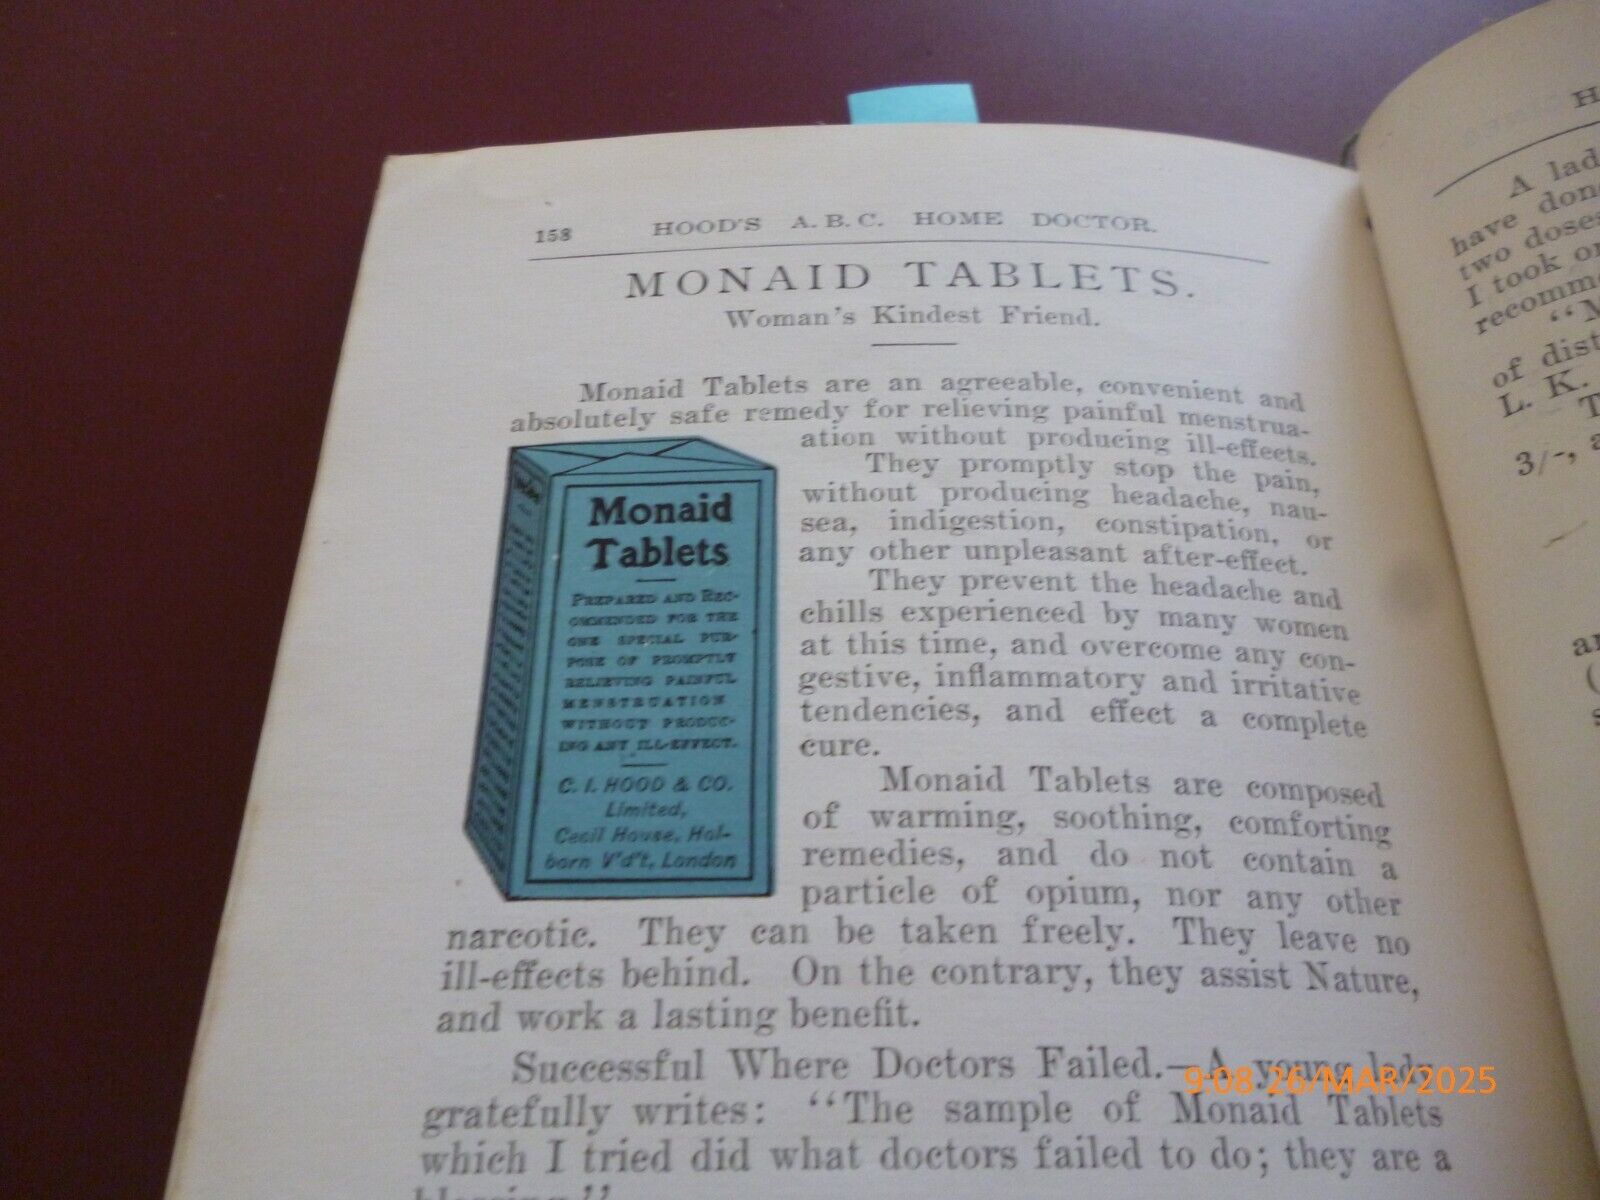 158 HOOD'S A.B.C. HOME DOCTOR.
MONAID TABLETS.
Woman's Kindest Friend.
Monaid Tablets are an agreeable, convenient and
absolutely safe remedy for relieving painful menstrua-
ation without producing ill-effects.
They promptly stop the pain,
without producing headache, nau-
sea, indigestion, constipation, or
any other unpleasant after-effect.
They prevent the headache and
chills experienced by many women
at this time, and overcome any con-
gestive, inflammatory and irritative
tendencies, and effect a complete
cure.
Monaid Tablets are composed
of warming, soothing, comforting
remedies, and do not contain a
particle of opium, nor any other
narcotic. They can be taken freely. They leave no
ill-effects behind. On the contrary, they assist Nature,
and work a lasting benefit.
Successful Where Doctors Failed.—A young lady
gratefully writes: "The sample of Monaid Tablets
which I tried did what doctors failed to do; they are a
blessing."
Monaid
Tablets
PREPARED AND REC-
OMMENDED FOR THE
ONE SPECIAL PUR-
POSE OF PROMPTLY
RELIEVING PAINFUL
MENSTRUATION
WITHOUT PRODUC-
ING ANY ILL-EFFECT.
C. I. HOOD & CO.
Limited,
Cecil House, Hol-
born V'd't, London
A lad
have don
two doses
I took or
recomme
"M
of dist
L. K.
T
3/-, a
9:08 26/MAR/2025